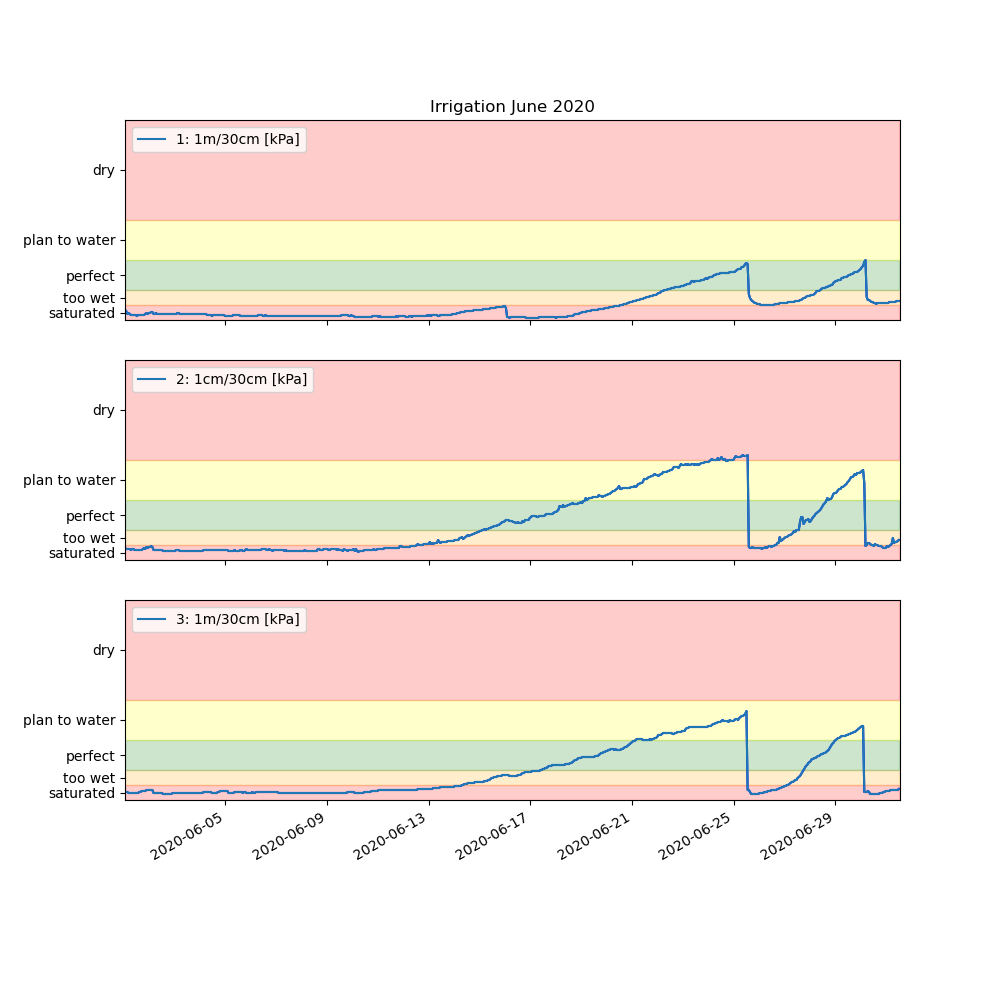 Irrigation June 2020
1: 1m/30cm [kPa]
dry
plan to water
perfect
too wet
saturated
2: 1cm/30cm [kPa]
dry
plan to water
perfect
too wet
saturated
3: 1m/30cm [kPa]
dry
plan to water
perfect
too wet
saturated
2020-06-05
2020-06-09
2020-06-13
2020-06-17
2020-06-21
2020-06-25
2020-06-29